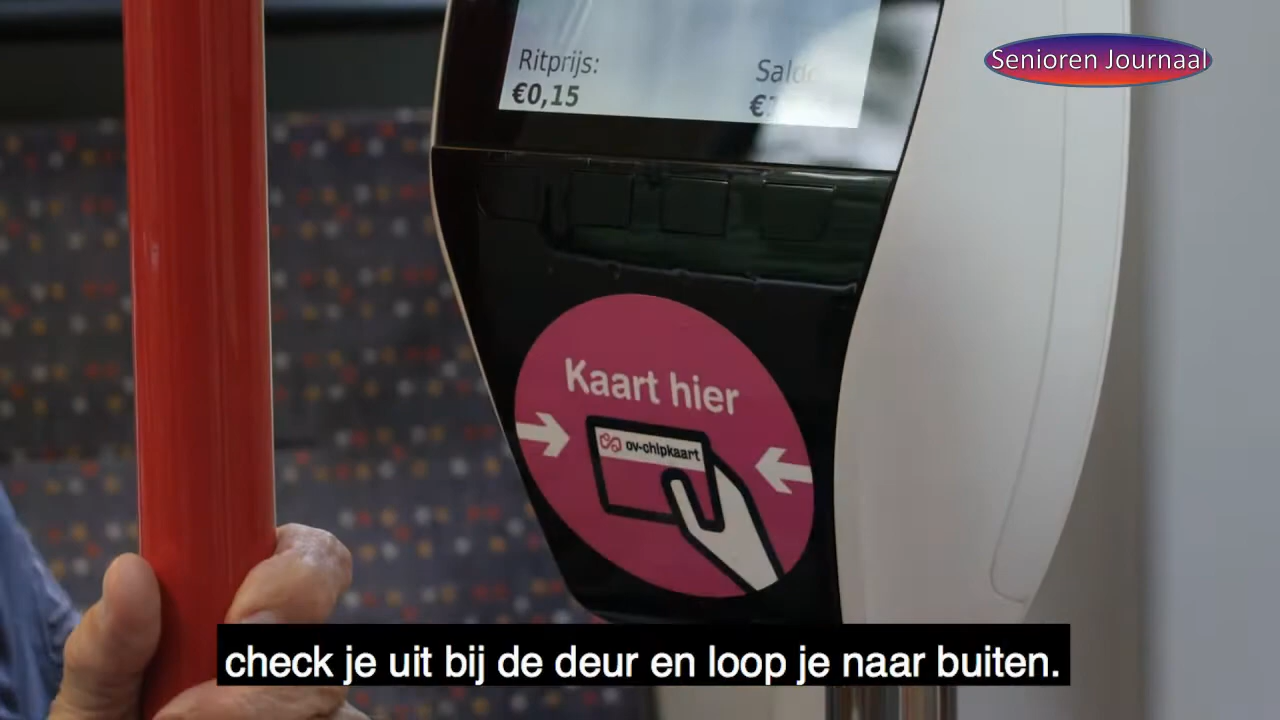 Senioren Journaal
Ritprijs:
€0,15
Kaart hier
ov-chipkaart
check je uit bij de deur en loop je naar buiten.